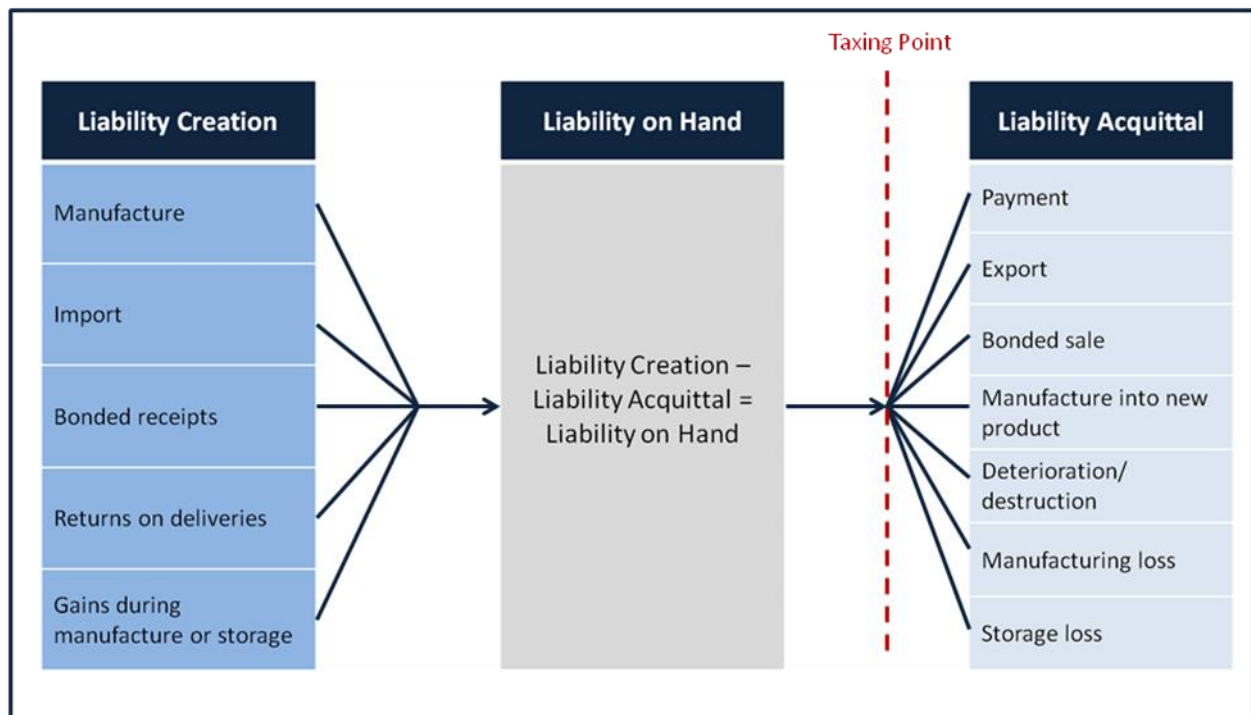 Taxing Point
Liability Creation
Manufacture
Import
Bonded receipts
Returns on deliveries
Gains during
manufacture or storage
Liability on Hand
Liability Creation –
Liability Acquittal =
Liability on Hand
Liability Acquittal
Payment
Export
Bonded sale
Manufacture into new
product
Deterioration/
destruction
Manufacturing loss
Storage loss